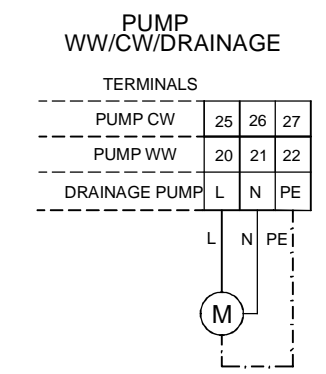 PUMP
WW/CW/DRAINAGE
TERMINALS
PUMP CW 25 26 27
PUMP WW 20 21 22
DRAINAGE PUMP L N PE
L N PE
M